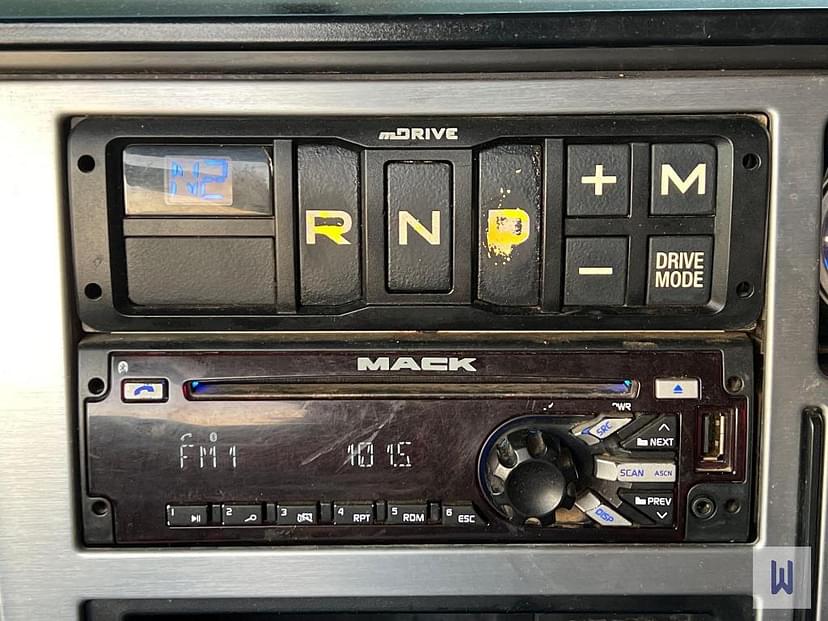 mDRIVE
N2
R N D + M
- DRIVE
MODE
MACK
PWR
SRC
NEXT
FM1 101.5
SCAN ASCN
PREV
1 2 3 4 RPT 5 RDM 6 ESC
DISP
W